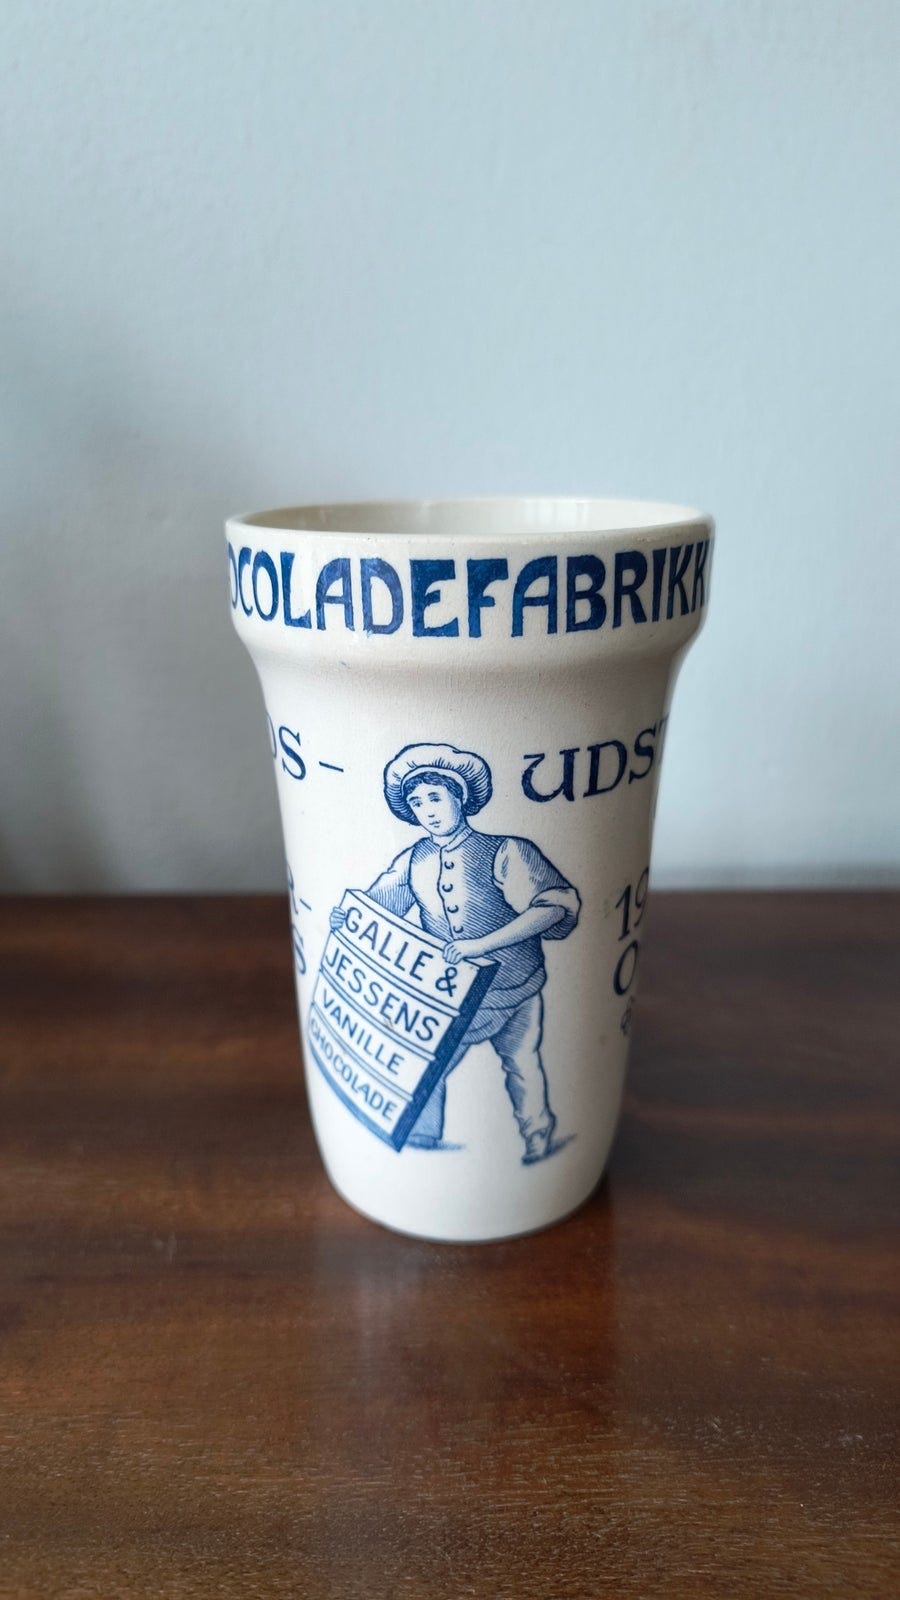 OCOLADEFABRIKK
DS- UDST
R- 19
S O
GALLE &
JESSENS
VANILLE
CHOCOLADE